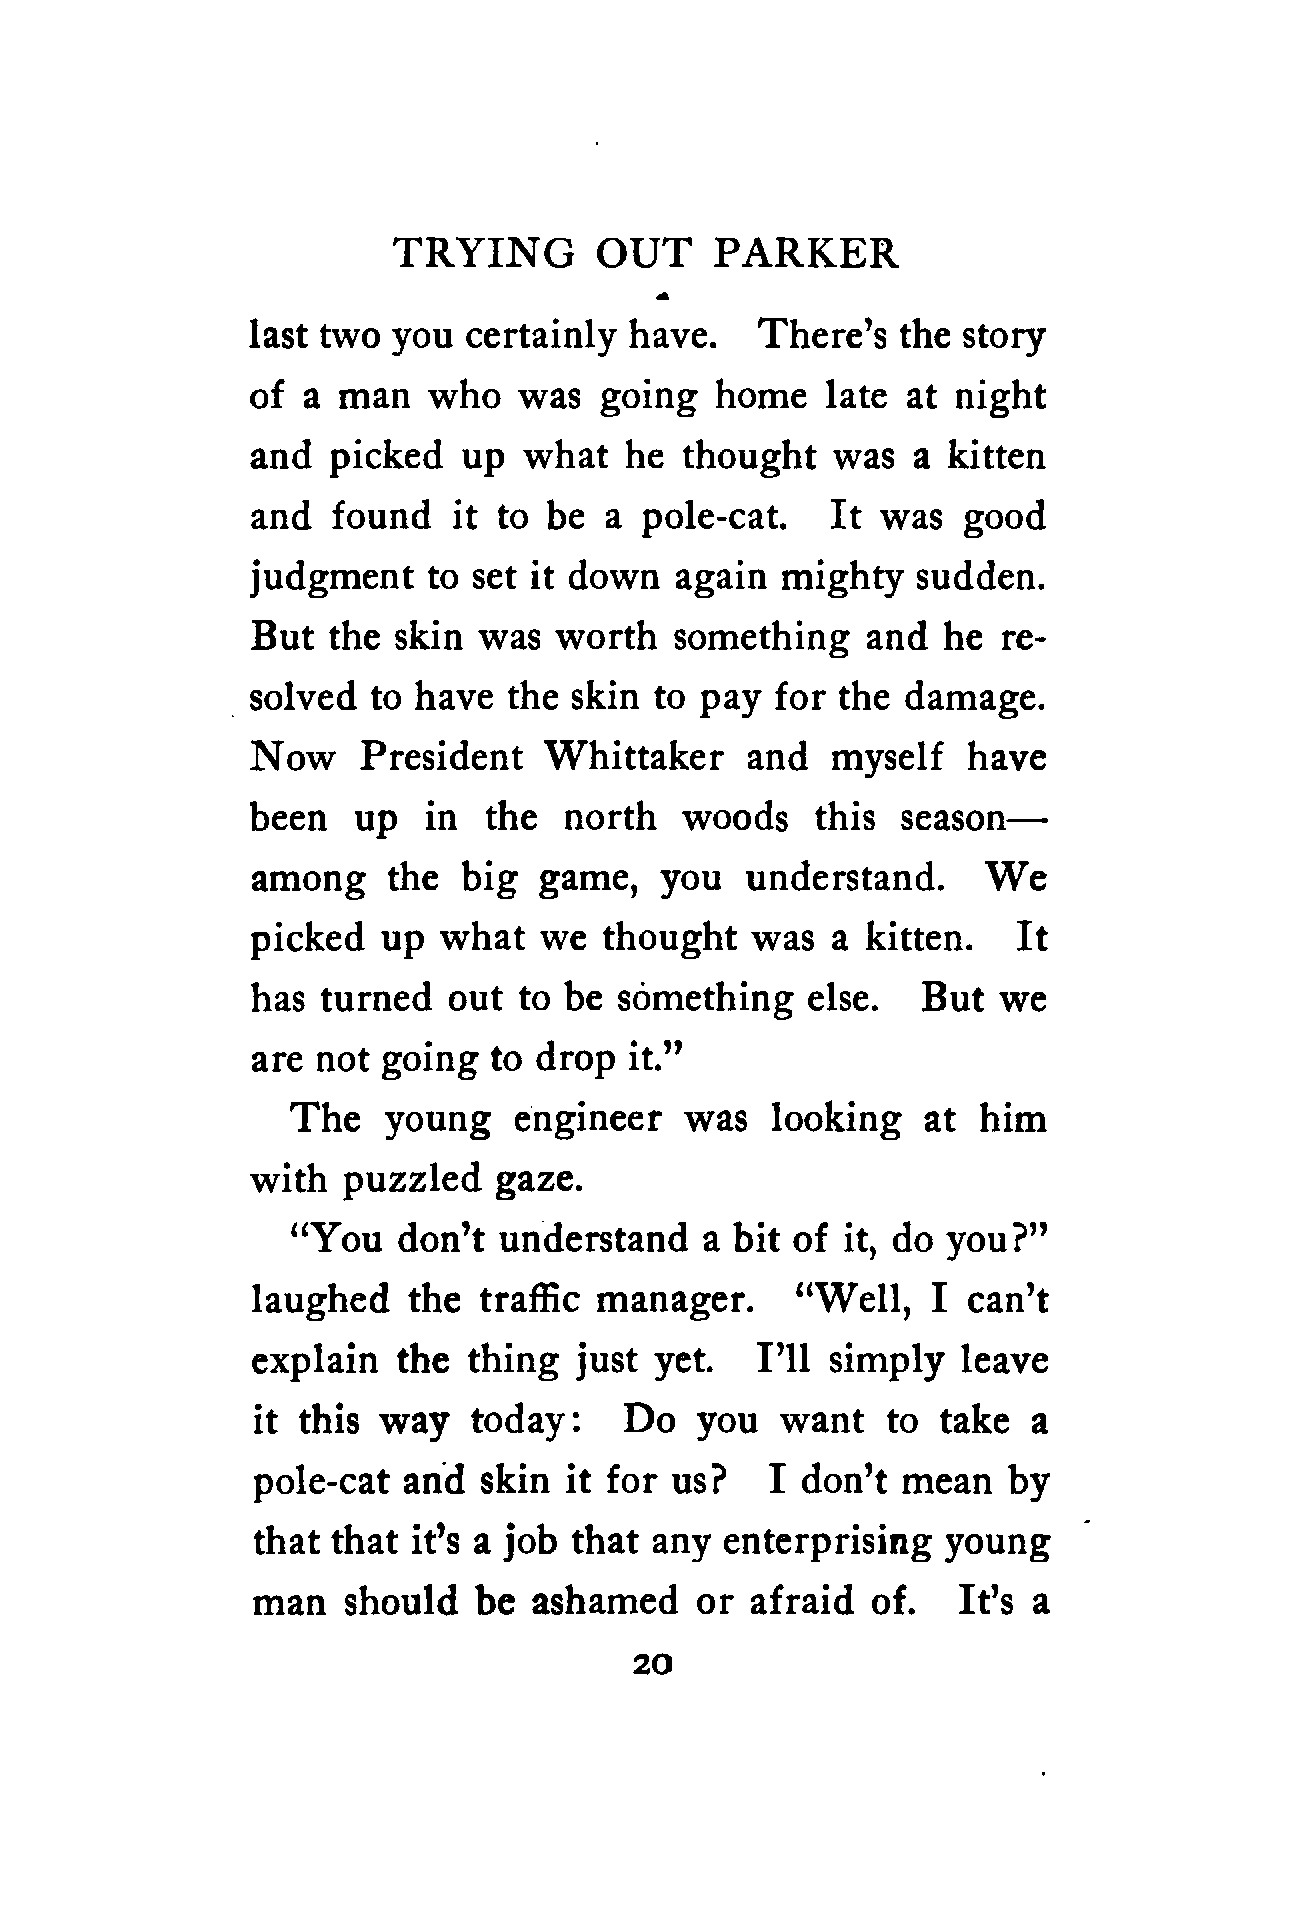 TRYING OUT PARKER
last two you certainly have. There's the story
of a man who was going home late at night
and picked up what he thought was a kitten
and found it to be a pole-cat. It was good
judgment to set it down again mighty sudden.
But the skin was worth something and he re-
solved to have the skin to pay for the damage.
Now President Whittaker and myself have
been up in the north woods this season—
among the big game, you understand. We
picked up what we thought was a kitten. It
has turned out to be something else. But we
are not going to drop it."
The young engineer was looking at him
with puzzled gaze.
"You don't understand a bit of it, do you?"
laughed the traffic manager. "Well, I can't
explain the thing just yet. I'll simply leave
it this way today: Do you want to take a
pole-cat and skin it for us? I don't mean by
that that it's a job that any enterprising young
man should be ashamed or afraid of. It's a
20